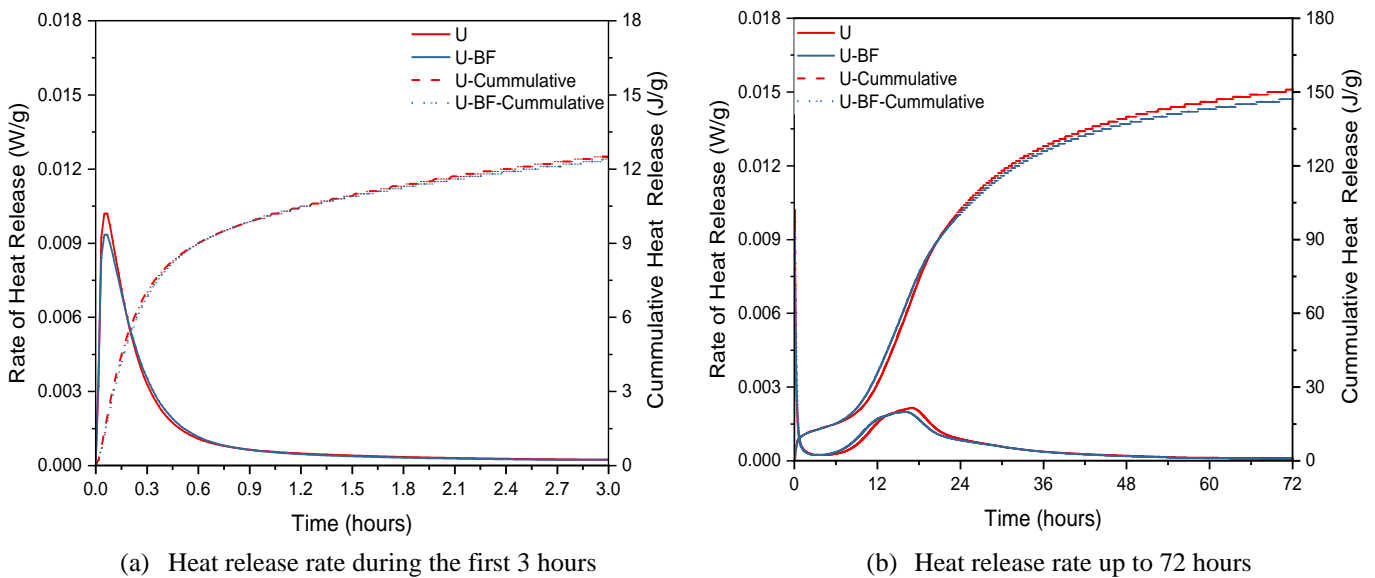 U
U-BF
U-Cummulative
U-BF-Cummulative
Rate of Heat Release (W/g)
0.018
0.015
0.012
0.009
0.006
0.003
0.000
18
15
12
9
6
3
0
Cummulative Heat Release (J/g)
0.0 0.3 0.6 0.9 1.2 1.5 1.8 2.1 2.4 2.7 3.0
Time (hours)
(a) Heat release rate during the first 3 hours
U
U-BF
U-Cummulative
U-BF-Cummulative
Rate of Heat Release (W/g)
0.018
0.015
0.012
0.009
0.006
0.003
0.000
180
150
120
90
60
30
0
Cummulative Heat Release (J/g)
0 12 24 36 48 60 72
Time (hours)
(b) Heat release rate up to 72 hours